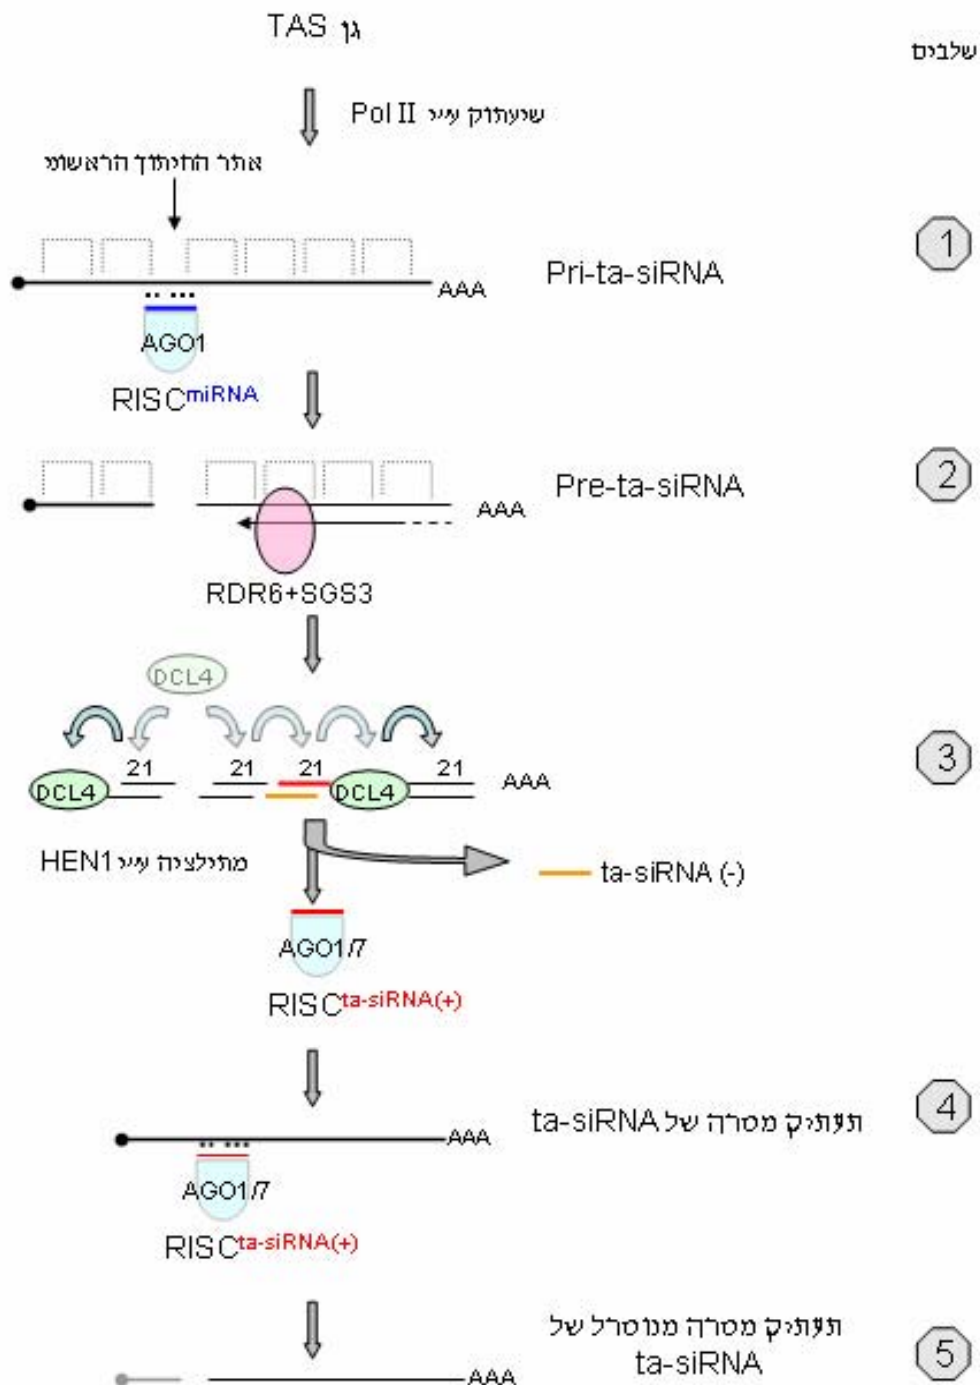 גן TAS
שלבים
שיעתוק ע״י Pol II
אתר החיתוך הראשוני
1
Pri-ta-siRNA
AAA
AGO1
RISCmiRNA
2
Pre-ta-siRNA
AAA
RDR6+SGS3
DCL4
3
21 21 21 21
AAA
DCL4 DCL4
מתילציה ע״י HEN1
ta-siRNA (-)
AGO1/7
RISCta-siRNA(+)
4
תעתיק מטרה של ta-siRNA
AAA
AGO1/7
RISCta-siRNA(+)
תעתיק מטרה מנוטרל של
ta-siRNA
5
AAA